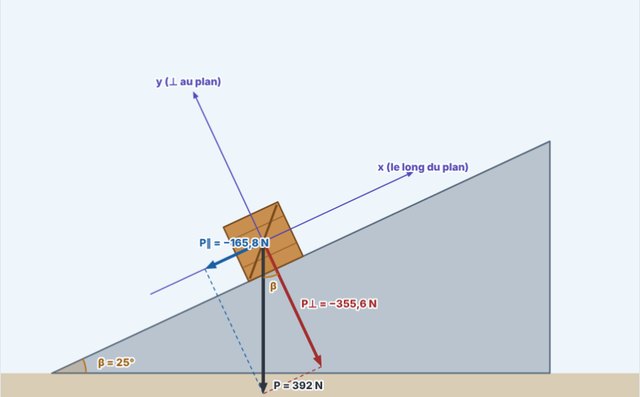 y (⊥ au plan)
x (le long du plan)
P∥ = −165,8 N
β
P⊥ = −355,6 N
β = 25°
P = 392 N